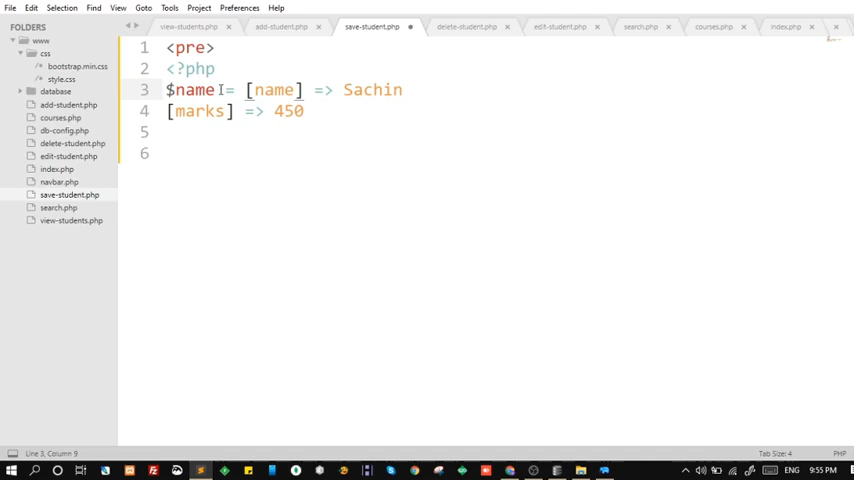 File Edit Selection Find View Goto Tools Project Preferences Help
FOLDERS
www
css
bootstrap.min.css
style.css
database
add-student.php
courses.php
db-config.php
delete-student.php
edit-student.php
index.php
navbar.php
save-student.php
search.php
view-students.php
view-students.php add-student.php save-student.php delete-student.php edit-student.php search.php courses.php index.php
1 <pre>
2 <?php
3 $name = [name] => Sachin
4 [marks] => 450
5
6
Line 3, Column 9 Tab Size: 4 PHP
ENG 9:55 PM